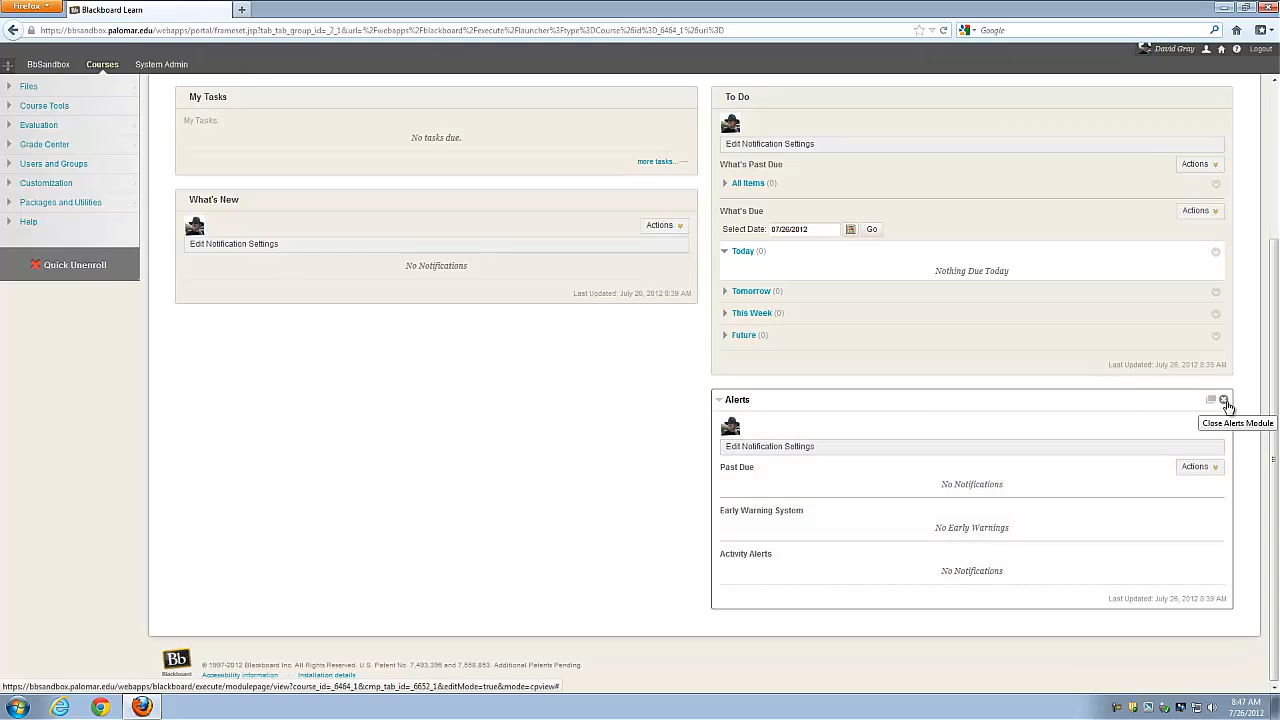 Firefox
Blackboard Learn
https://bbsandbox.palomar.edu/webapps/portal/frameset.jsp?tab_tab_group_id=_2_1&url=%2Fwebapps%2Fblackboard%2Fexecute%2Flauncher%3Ftype%3DCourse%26id%3D_6464_1%26url%3D
Google
David Gray
Logout
BbSandbox
Courses
System Admin
Files
Course Tools
Evaluation
Grade Center
Users and Groups
Customization
Packages and Utilities
Help
Quick Unenroll
My Tasks
My Tasks:
No tasks due.
more tasks...
What's New
Actions
Edit Notification Settings
No Notifications
Last Updated: July 26, 2012 8:39 AM
To Do
Edit Notification Settings
What's Past Due
Actions
All Items (0)
What's Due
Actions
Select Date: 07/26/2012 Go
Today (0)
Nothing Due Today
Tomorrow (0)
This Week (0)
Future (0)
Last Updated: July 26, 2012 8:39 AM
Alerts
Close Alerts Module
Edit Notification Settings
Past Due
Actions
No Notifications
Early Warning System
No Early Warnings
Activity Alerts
No Notifications
Last Updated: July 26, 2012 8:39 AM
Bb
Blackboard
© 1997-2012 Blackboard Inc. All Rights Reserved. U.S. Patent No. 7,493,396 and 7,558,853. Additional Patents Pending.
Accessibility information
Installation details
https://bbsandbox.palomar.edu/webapps/blackboard/execute/modulepage/view?course_id=_6464_1&cmp_tab_id=_6652_1&editMode=true&mode=cpview#
8:47 AM
7/26/2012